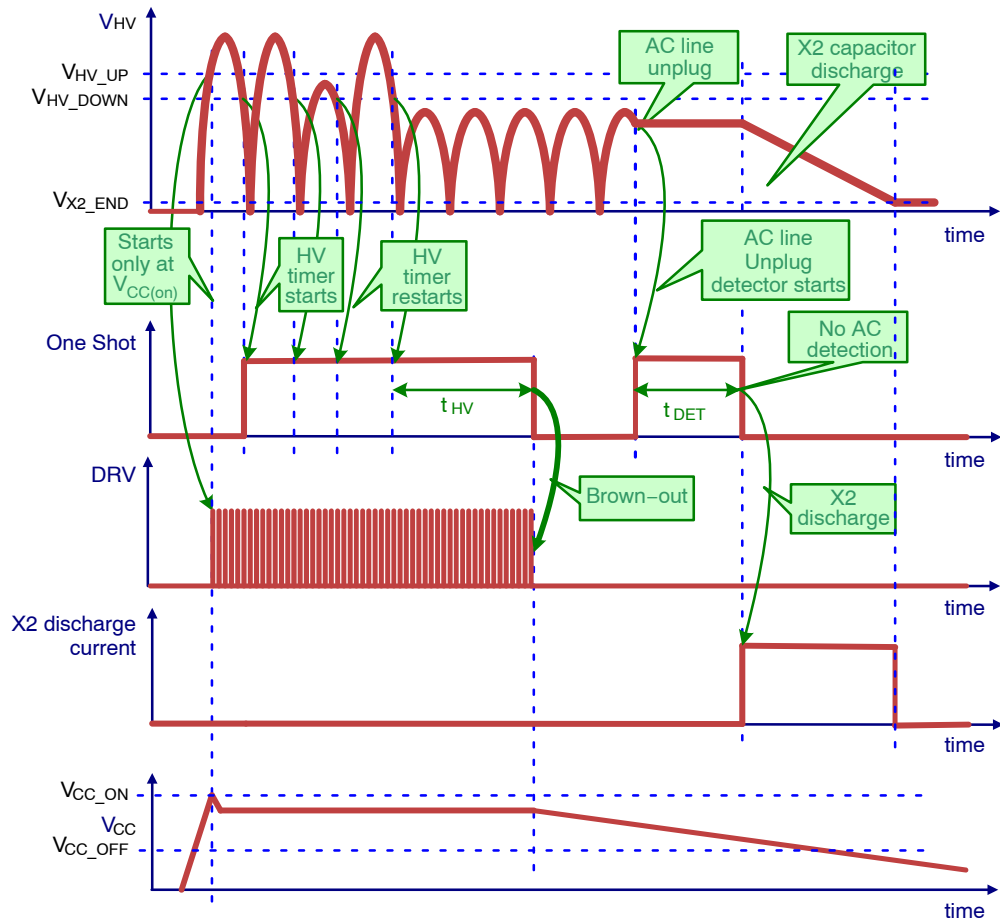 VHV
VHV_UP
VHV_DOWN
VX2_END
AC line
unplug
X2 capacitor
discharge
time
Starts
only at
VCC(on)
HV
timer
starts
HV
timer
restarts
AC line
Unplug
detector starts
No AC
detection
One Shot
tHV
tDET
time
DRV
Brown−out
X2
discharge
time
X2 discharge
current
time
VCC_ON
VCC
VCC_OFF
time